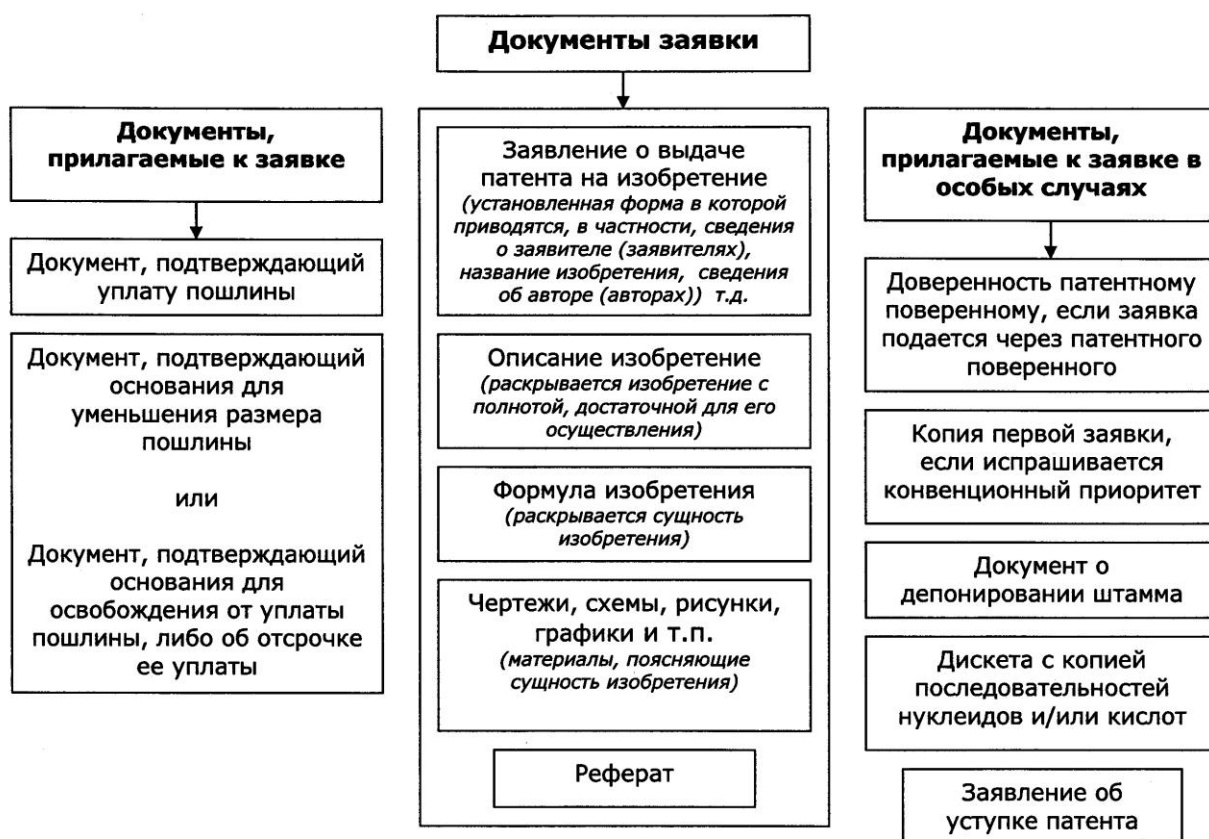 Документы заявки
Документы,
прилагаемые к заявке
Документ, подтверждающий
уплату пошлины
Документ, подтверждающий
основания для
уменьшения размера
пошлины
или
Документ, подтверждающий
основания для
освобождения от уплаты
пошлины, либо об отсрочке
ее уплаты
Заявление о выдаче
патента на изобретение
(установленная форма в которой
приводятся, в частности, сведения
о заявителе (заявителях),
название изобретения, сведения
об авторе (авторах)) т.д.
Описание изобретение
(раскрывается изобретение с
полнотой, достаточной для его
осуществления)
Формула изобретения
(раскрывается сущность
изобретения)
Чертежи, схемы, рисунки,
графики и т.п.
(материалы, поясняющие
сущность изобретения)
Реферат
Документы,
прилагаемые к заявке в
особых случаях
Доверенность патентному
поверенному, если заявка
подается через патентного
поверенного
Копия первой заявки,
если испрашивается
конвенционный приоритет
Документ о
депонировании штамма
Дискета с копией
последовательностей
нуклеидов и/или кислот
Заявление об
уступке патента